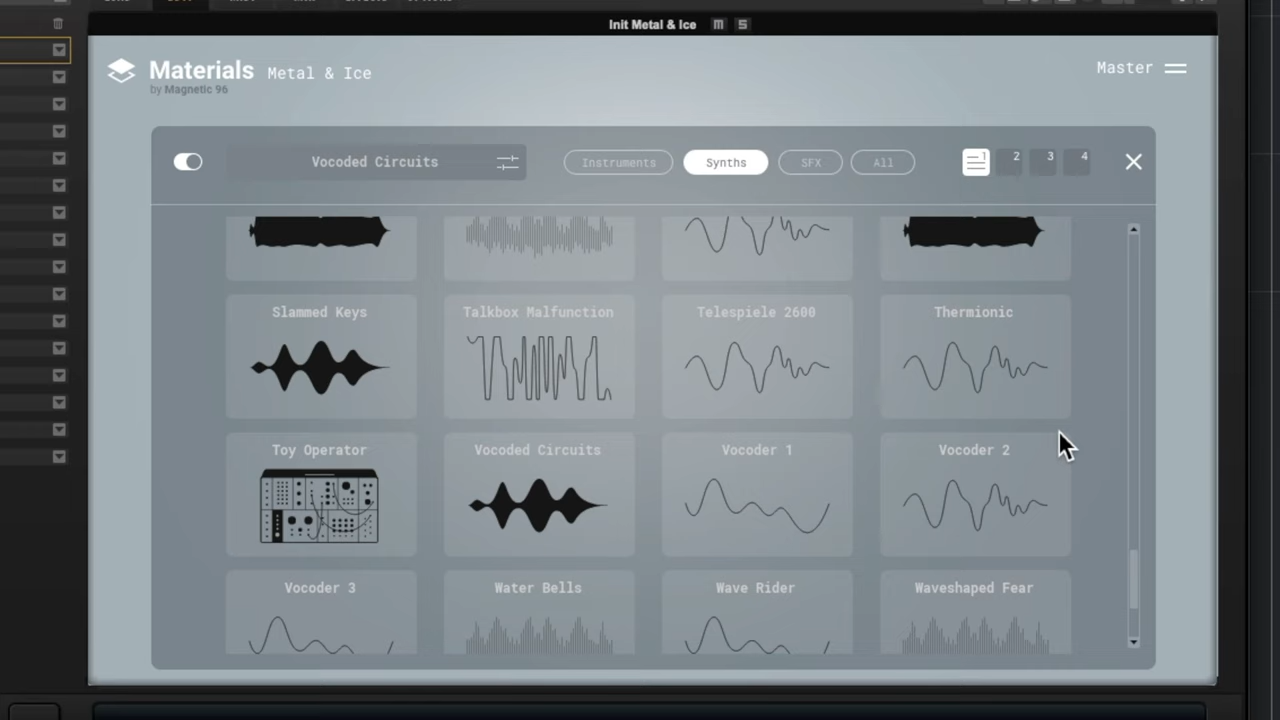 Init Metal & Ice M S
Materials Metal & Ice
by Magnetic 96
Master
Vocoded Circuits
Instruments Synths SFX All
1 2 3 4
Slammed Keys Talkbox Malfunction Telespiele 2600 Thermionic
Toy Operator Vocoded Circuits Vocoder 1 Vocoder 2
Vocoder 3 Water Bells Wave Rider Waveshaped Fear